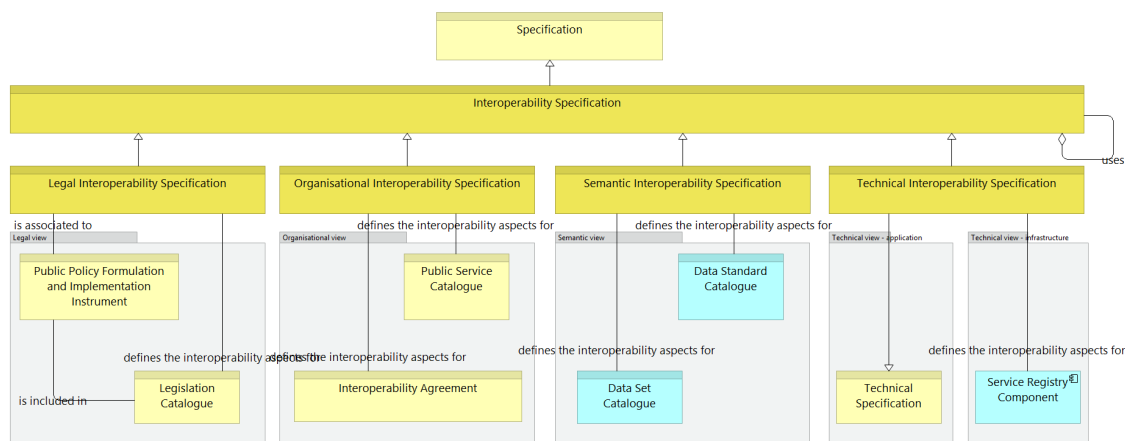 Specification
Interoperability Specification
uses
Legal Interoperability Specification
Organisational Interoperability Specification
Semantic Interoperability Specification
Technical Interoperability Specification
is associated to
defines the interoperability aspects for
defines the interoperability aspects for
Legal view
Organisational view
Semantic view
Technical view - application
Technical view - infrastructure
Public Policy Formulation
and Implementation
Instrument
Public Service
Catalogue
Data Standard
Catalogue
defines the interoperability aspects for
defines the interoperability aspects for
defines the interoperability aspects for
defines the interoperability aspects for
is included in
Legislation
Catalogue
Interoperability Agreement
Data Set
Catalogue
Technical
Specification
Service Registry
Component